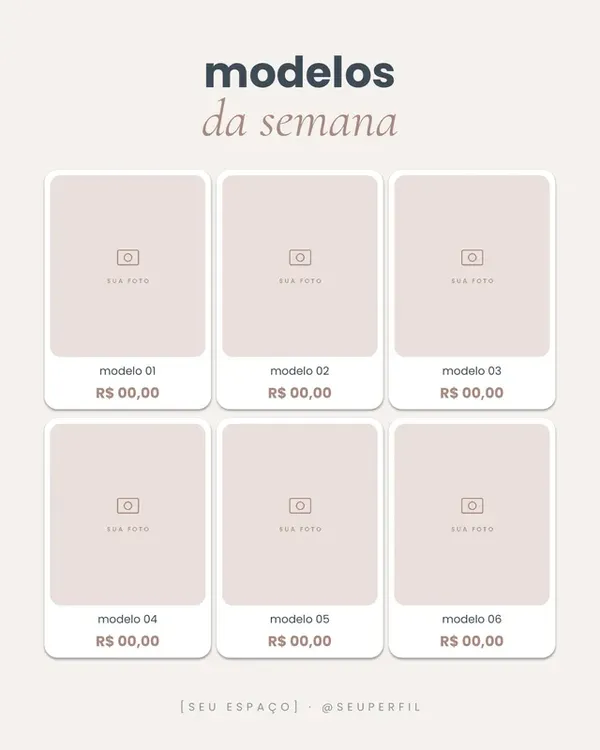 modelos
da semana
SUA FOTO
SUA FOTO
SUA FOTO
modelo 01
modelo 02
modelo 03
R$ 00,00
R$ 00,00
R$ 00,00
SUA FOTO
SUA FOTO
SUA FOTO
modelo 04
modelo 05
modelo 06
R$ 00,00
R$ 00,00
R$ 00,00
[SEU ESPAÇO] · @SEUPERFIL